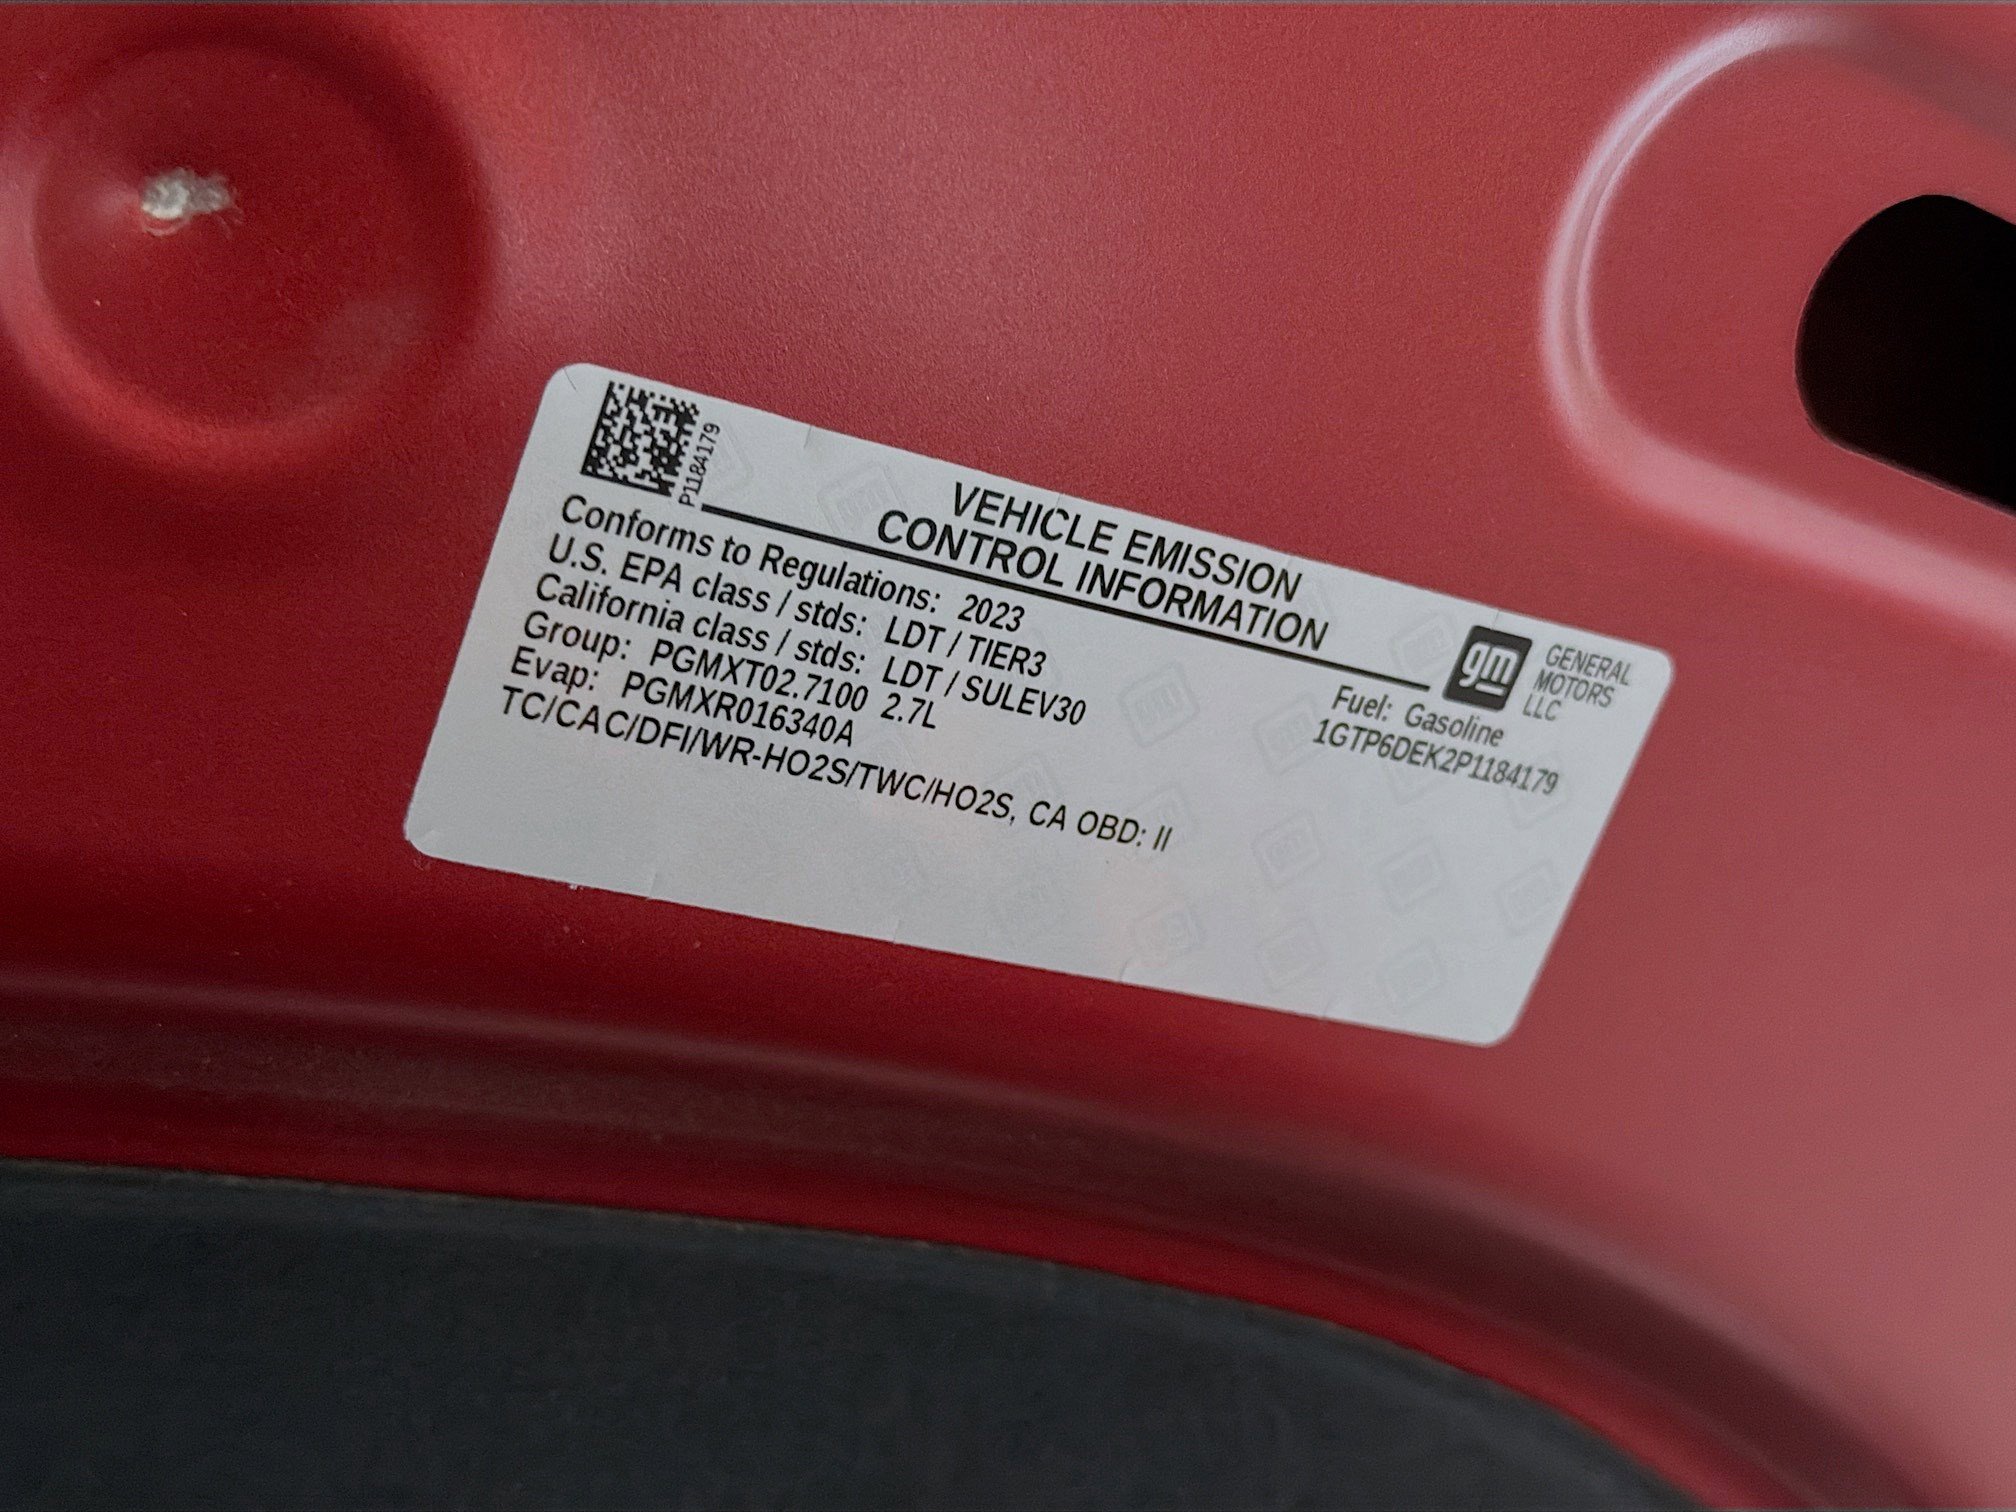 P1184179
VEHICLE EMISSION
CONTROL INFORMATION
Conforms to Regulations: 2023
U.S. EPA class / stds: LDT / TIER3
California class / stds: LDT / SULEV30
Group: PGMXT02.7100 2.7L
Evap: PGMXR016340A
TC/CAC/DFI/WR-HO2S/TWC/HO2S, CA OBD: II
gm
GENERAL
MOTORS
LLC
Fuel: Gasoline
1GTP6DEK2P1184179